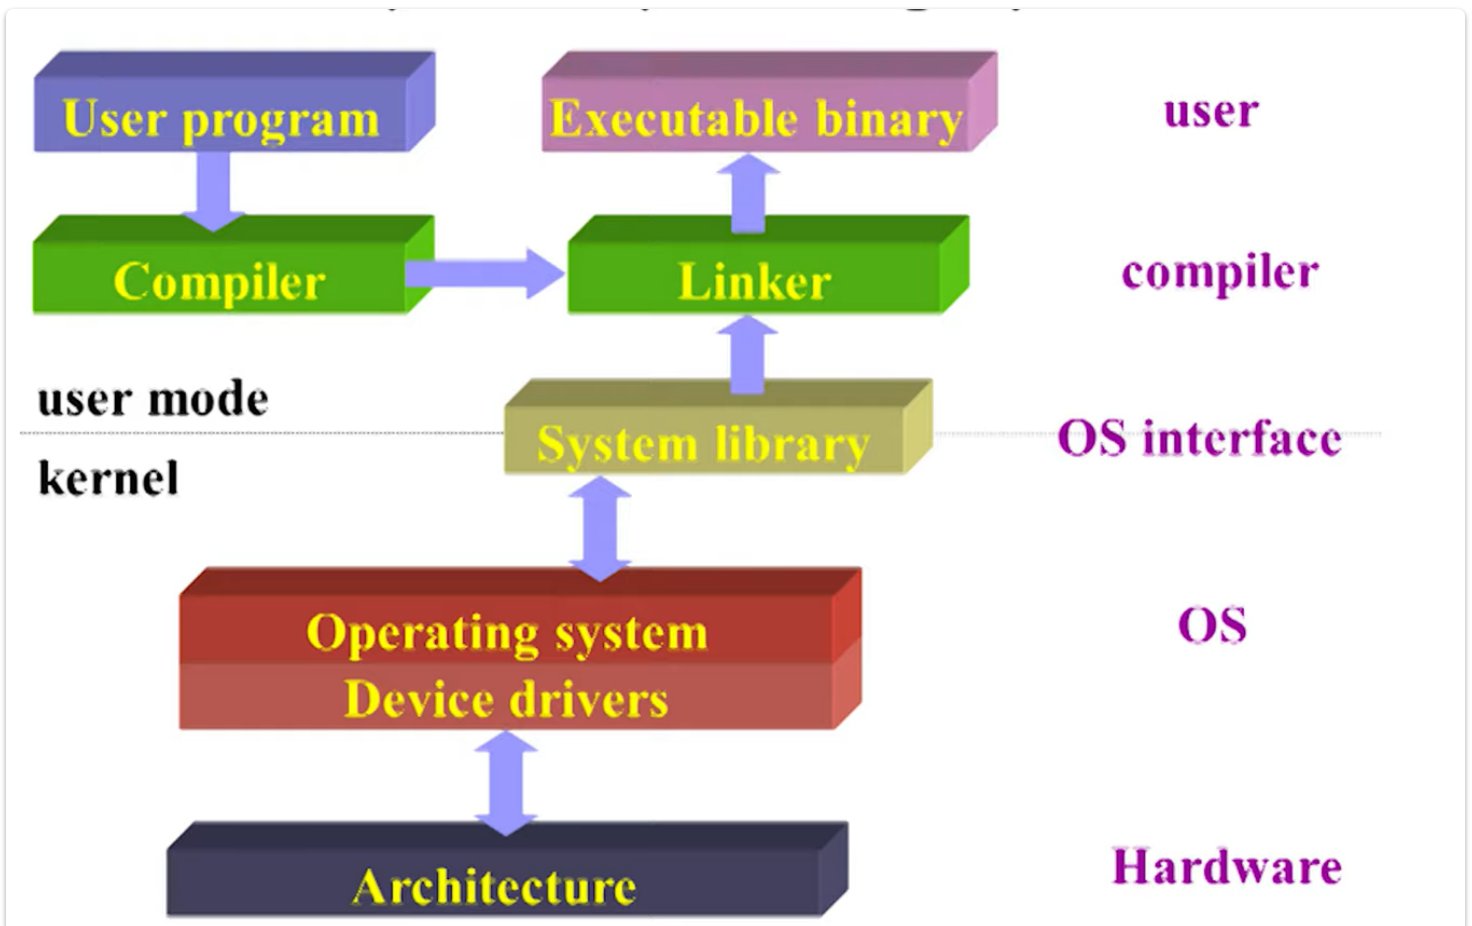 User program
Executable binary
user
Compiler
Linker
compiler
user mode
System library
OS interface
kernel
Operating system
OS
Device drivers
Architecture
Hardware